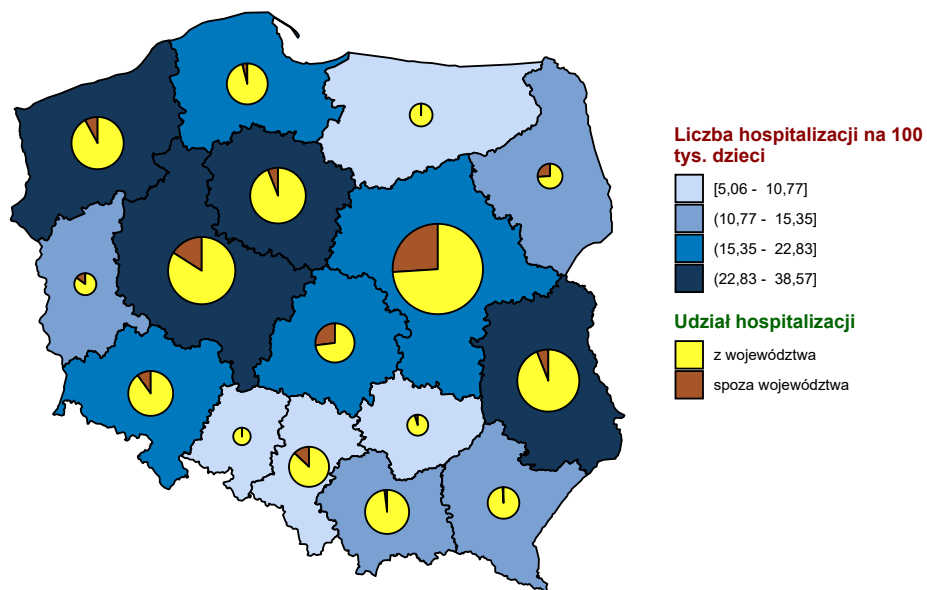 Liczba hospitalizacji na 100
tys. dzieci
[5,06 - 10,77]
(10,77 - 15,35]
(15,35 - 22,83]
(22,83 - 38,57]
Udział hospitalizacji
z województwa
spoza województwa